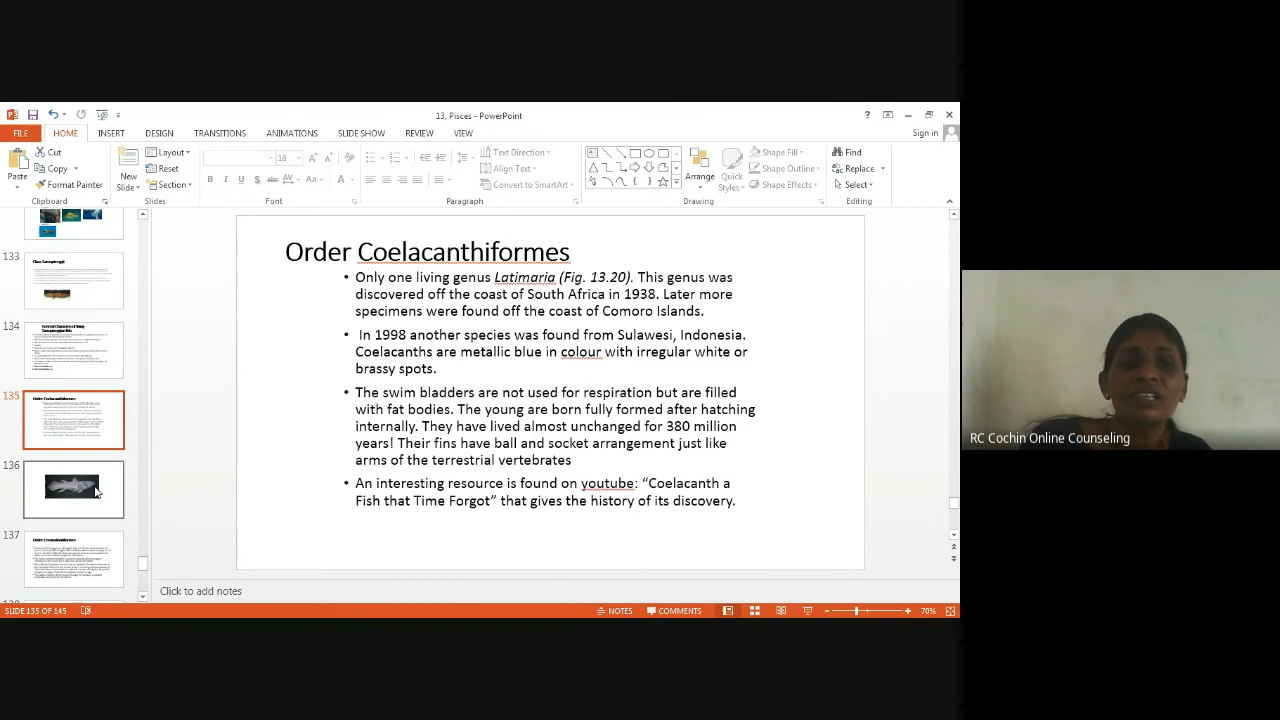 13, Pisces - PowerPoint
Sign in
FILE HOME INSERT DESIGN TRANSITIONS ANIMATIONS SLIDE SHOW REVIEW VIEW
Paste
Cut
Copy
Format Painter
Clipboard
New Slide
Layout
Reset
Section
Slides
18
Font
Text Direction
Align Text
Convert to SmartArt
Paragraph
Arrange
Quick Styles
Shape Fill
Shape Outline
Shape Effects
Drawing
Find
Replace
Select
Editing
133
134
135
136
137
Order Coelacanthiformes
• Only one living genus Latimaria (Fig. 13.20). This genus was
discovered off the coast of South Africa in 1938. Later more
specimens were found off the coast of Comoro Islands.
• In 1998 another species was found from Sulawesi, Indonesia.
Coelacanths are metallic blue in colour with irregular white or
brassy spots.
• The swim bladders are not used for respiration but are filled
with fat bodies. The young are born fully formed after hatching
internally. They have lived almost unchanged for 380 million
years! Their fins have ball and socket arrangement just like
arms of the terrestrial vertebrates
• An interesting resource is found on youtube: “Coelacanth a
Fish that Time Forgot” that gives the history of its discovery.
Click to add notes
SLIDE 135 OF 145
NOTES
COMMENTS
70%
RC Cochin Online Counseling